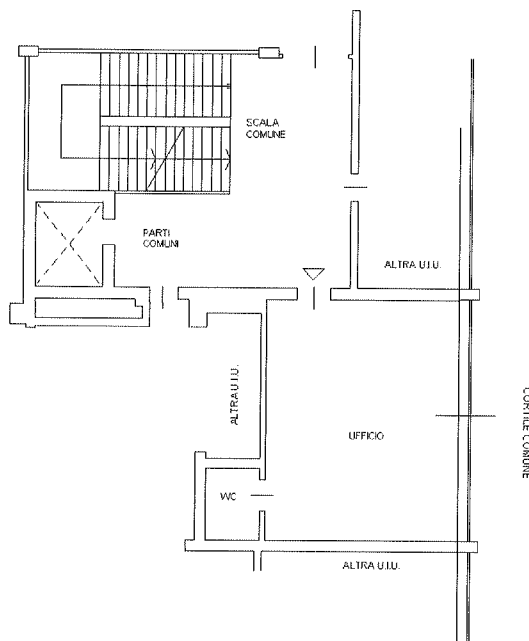 SCALA
COMUNE
PARTI
COMUNI
ALTRA U.I.U.
ALTRA U.I.U.
UFFICIO
CORTILE COMUNE
WC
ALTRA U.I.U.